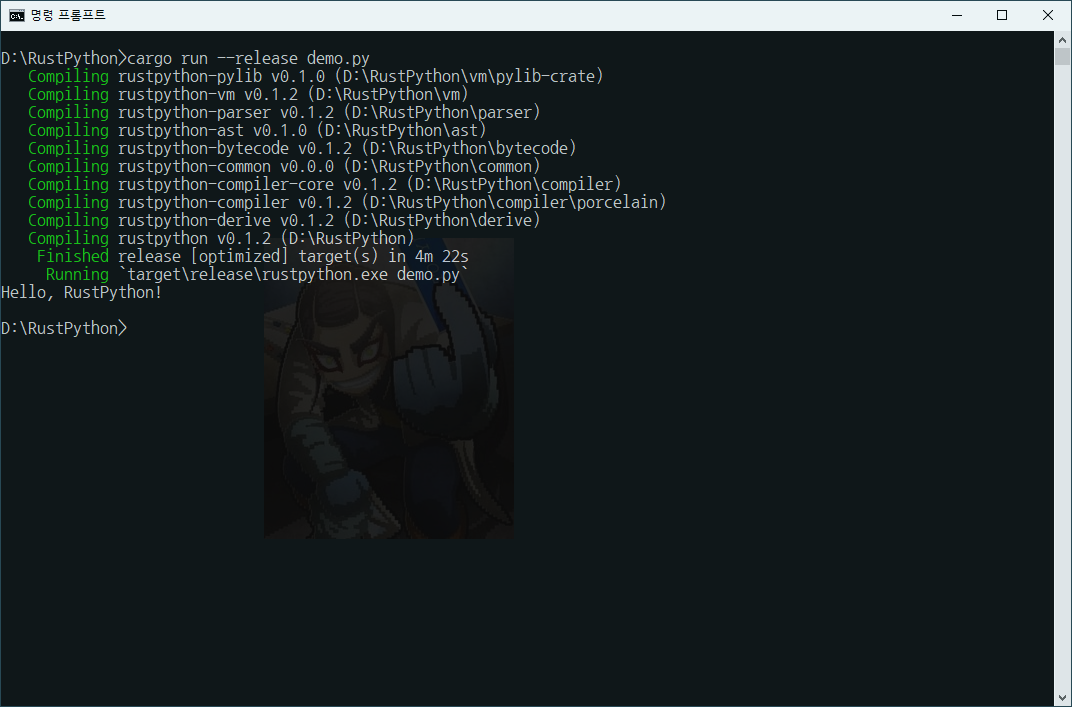 명령 프롬프트
D:\RustPython>cargo run --release demo.py
Compiling rustpython-pylib v0.1.0 (D:\RustPython\vm\pylib-crate)
Compiling rustpython-vm v0.1.2 (D:\RustPython\vm)
Compiling rustpython-parser v0.1.2 (D:\RustPython\parser)
Compiling rustpython-ast v0.1.0 (D:\RustPython\ast)
Compiling rustpython-bytecode v0.1.2 (D:\RustPython\bytecode)
Compiling rustpython-common v0.0.0 (D:\RustPython\common)
Compiling rustpython-compiler-core v0.1.2 (D:\RustPython\compiler)
Compiling rustpython-compiler v0.1.2 (D:\RustPython\compiler\porcelain)
Compiling rustpython-derive v0.1.2 (D:\RustPython\derive)
Compiling rustpython v0.1.2 (D:\RustPython)
Finished release [optimized] target(s) in 4m 22s
Running `target\release\rustpython.exe demo.py`
Hello, RustPython!
D:\RustPython>